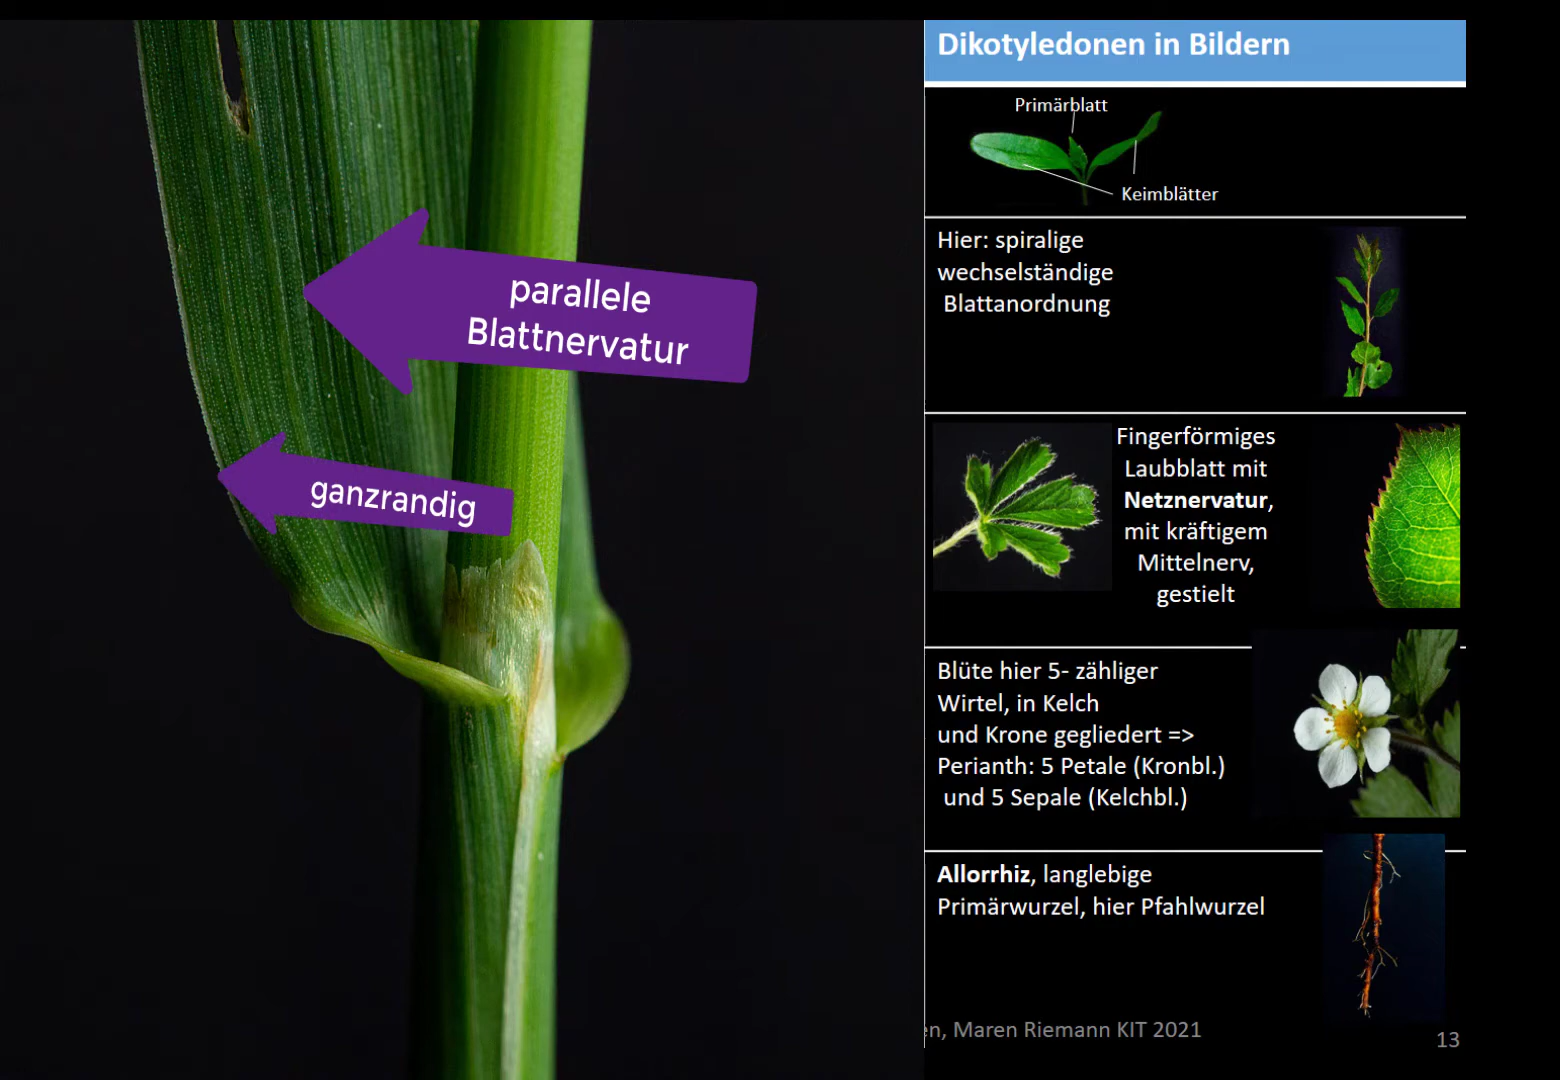 parallele
Blattnervatur
ganzrandig
Dikotyledonen in Bildern
Primärblatt
Keimblätter
Hier: spiralige
wechselständige
Blattanordnung
Fingerförmiges
Laubblatt mit
Netznervatur,
mit kräftigem
Mittelnerv,
gestielt
Blüte hier 5- zähliger
Wirtel, in Kelch
und Krone gegliedert =>
Perianth: 5 Petale (Kronbl.)
und 5 Sepale (Kelchbl.)
Allorrhiz, langlebige
Primärwurzel, hier Pfahlwurzel
en, Maren Riemann KIT 2021
13